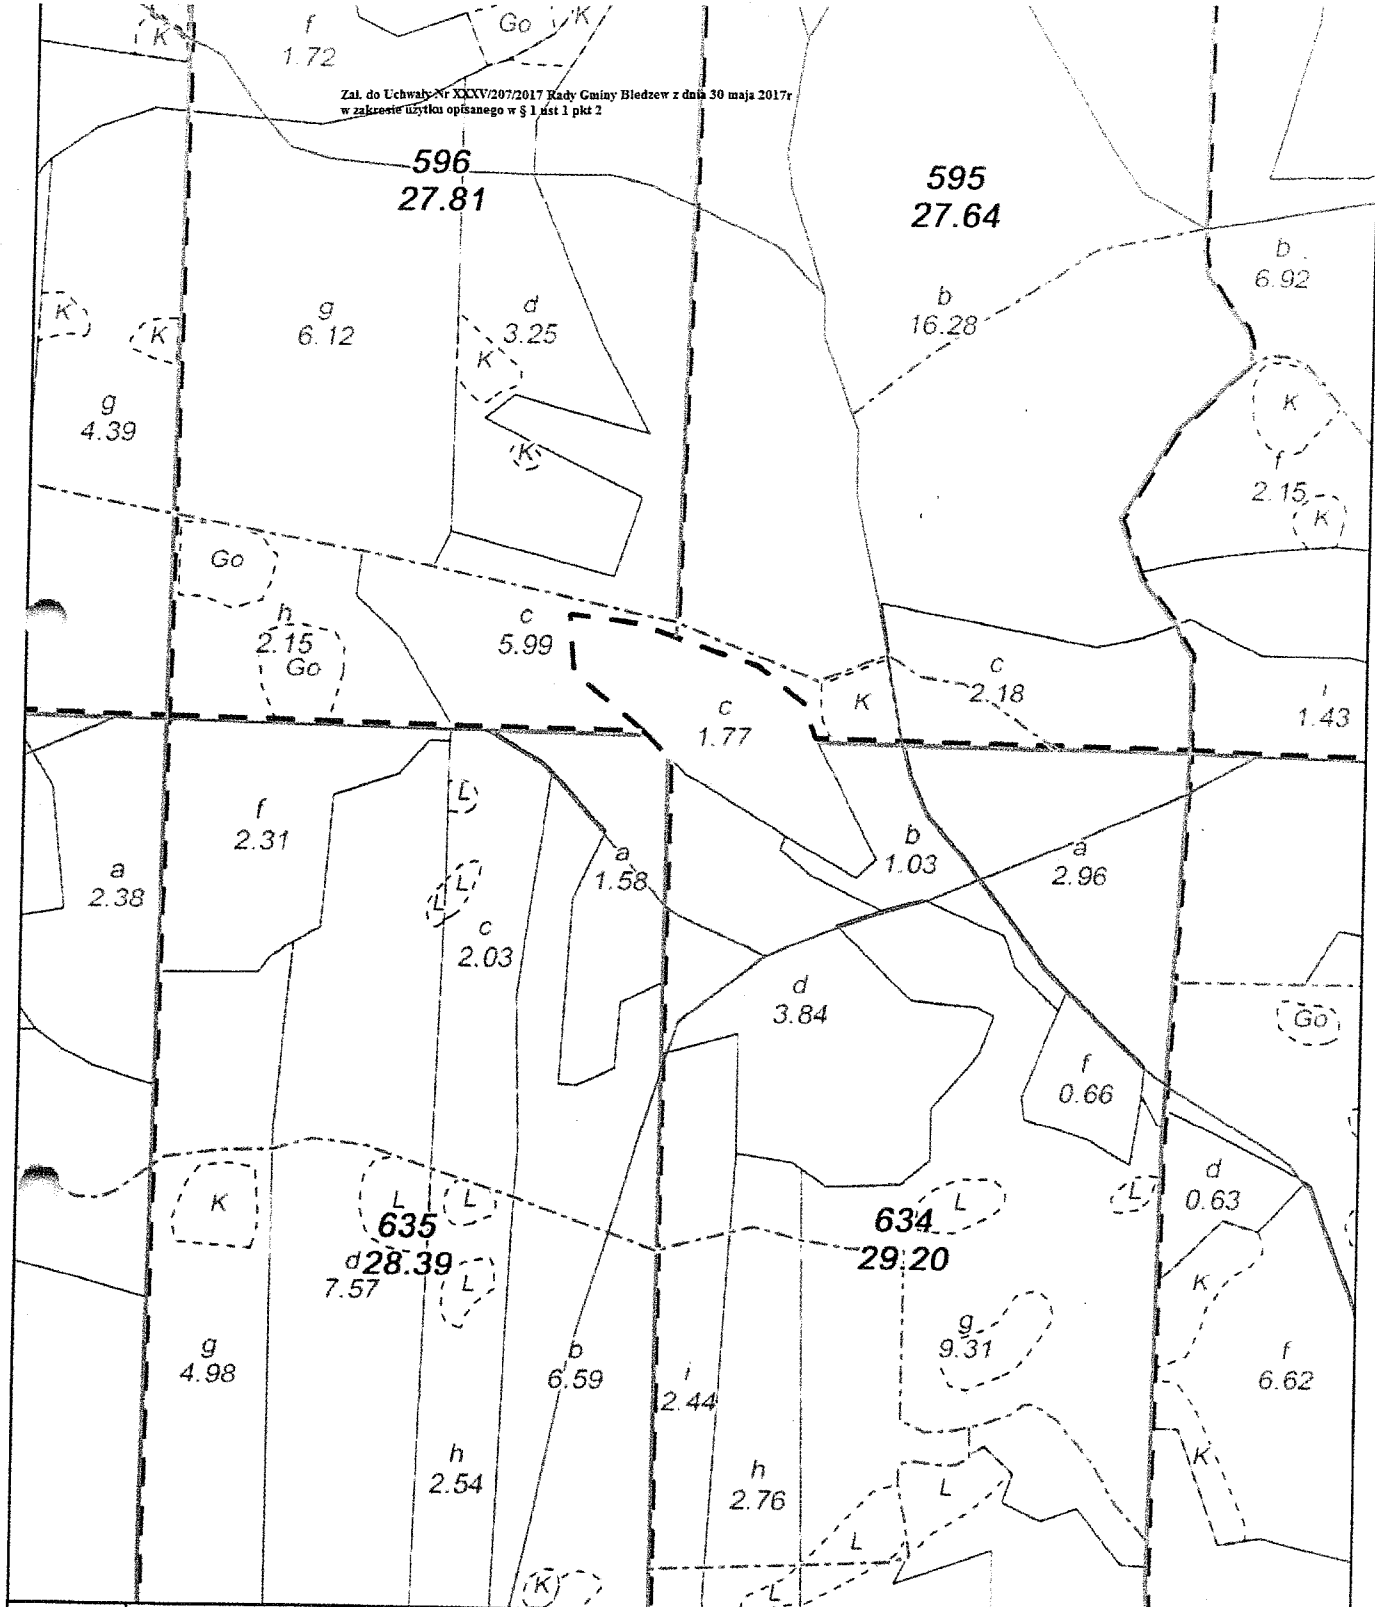 f
1.72
K
Go
K
Zał. do Uchwały Nr XXXV/207/2017 Rady Gminy Bledzew z dnia 30 maja 2017r
w zakresie użytku opisanego w § 1 ust 1 pkt 2
596
27.81
595
27.64
b
6.92
b
16.28
g
6.12
d
3.25
K
K
K
K
g
4.39
K
K
f
2.15
K
Go
h
2.15
Go
c
5.99
c
1.77
K
c
2.18
i
1.43
f
2.31
L
a
2.38
L
L
c
2.03
a
1.58
b
1.03
a
2.96
d
3.84
Go
f
0.66
K
L
L
635
28.39
d
7.57
L
634
29.20
L
L
d
0.63
K
g
4.98
b
6.59
i
2.44
g
9.31
f
6.62
h
2.54
h
2.76
L
K
L
K
L